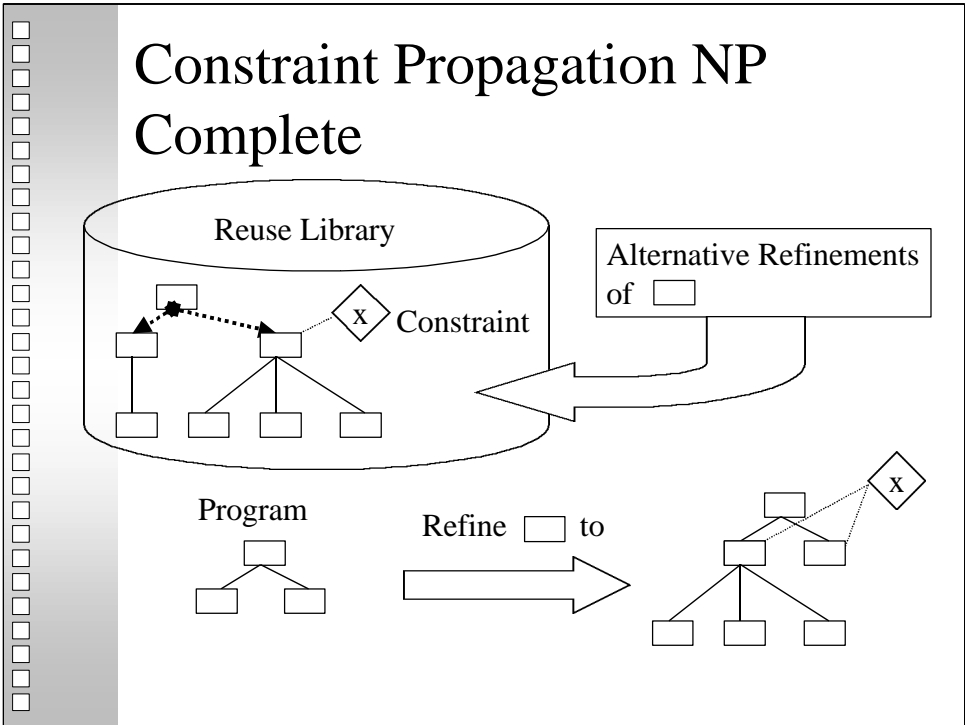 Constraint Propagation NP
Complete
Reuse Library
Alternative Refinements
of
x
Constraint
Program
Refine to
x